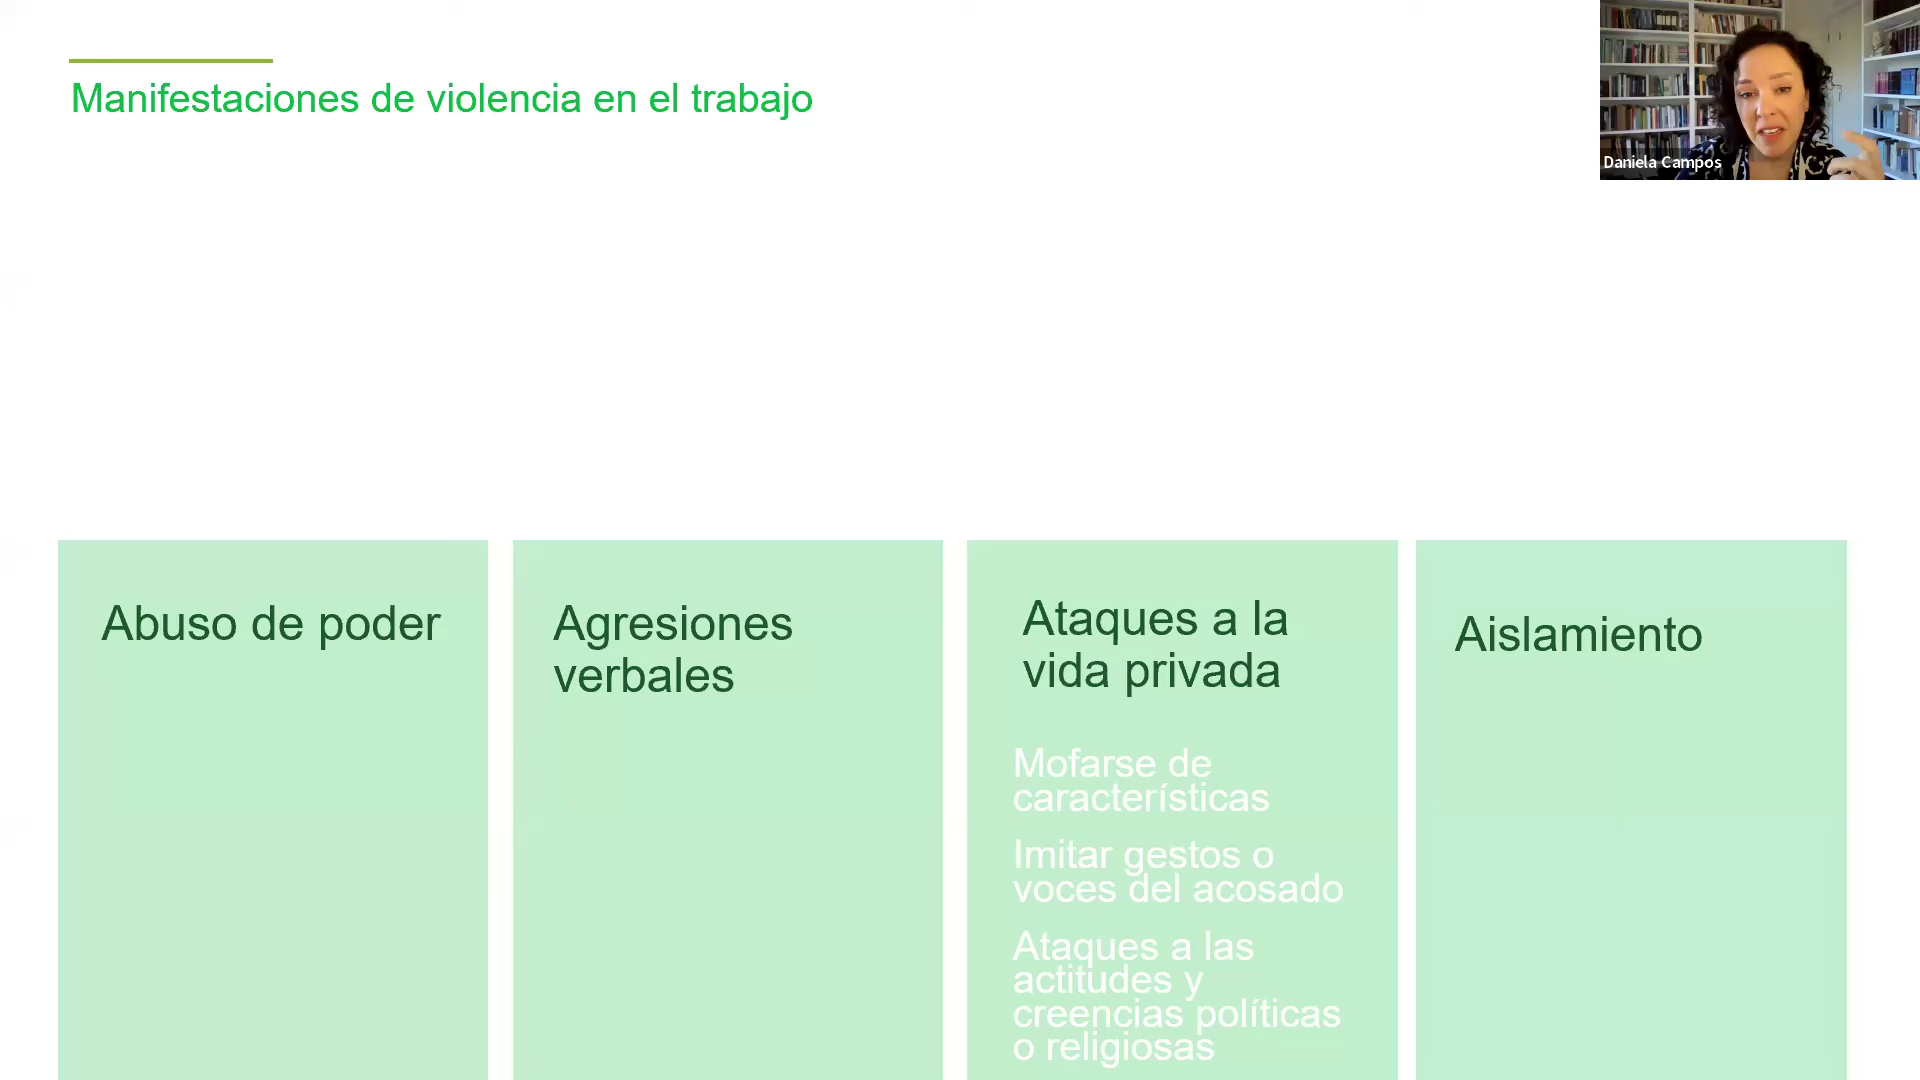 Manifestaciones de violencia en el trabajo
Daniela Campos
Abuso de poder
Agresiones
verbales
Ataques a la
vida privada
Mofarse de
características
Imitar gestos o
voces del acosado
Ataques a las
actitudes y
creencias políticas
o religiosas
Aislamiento